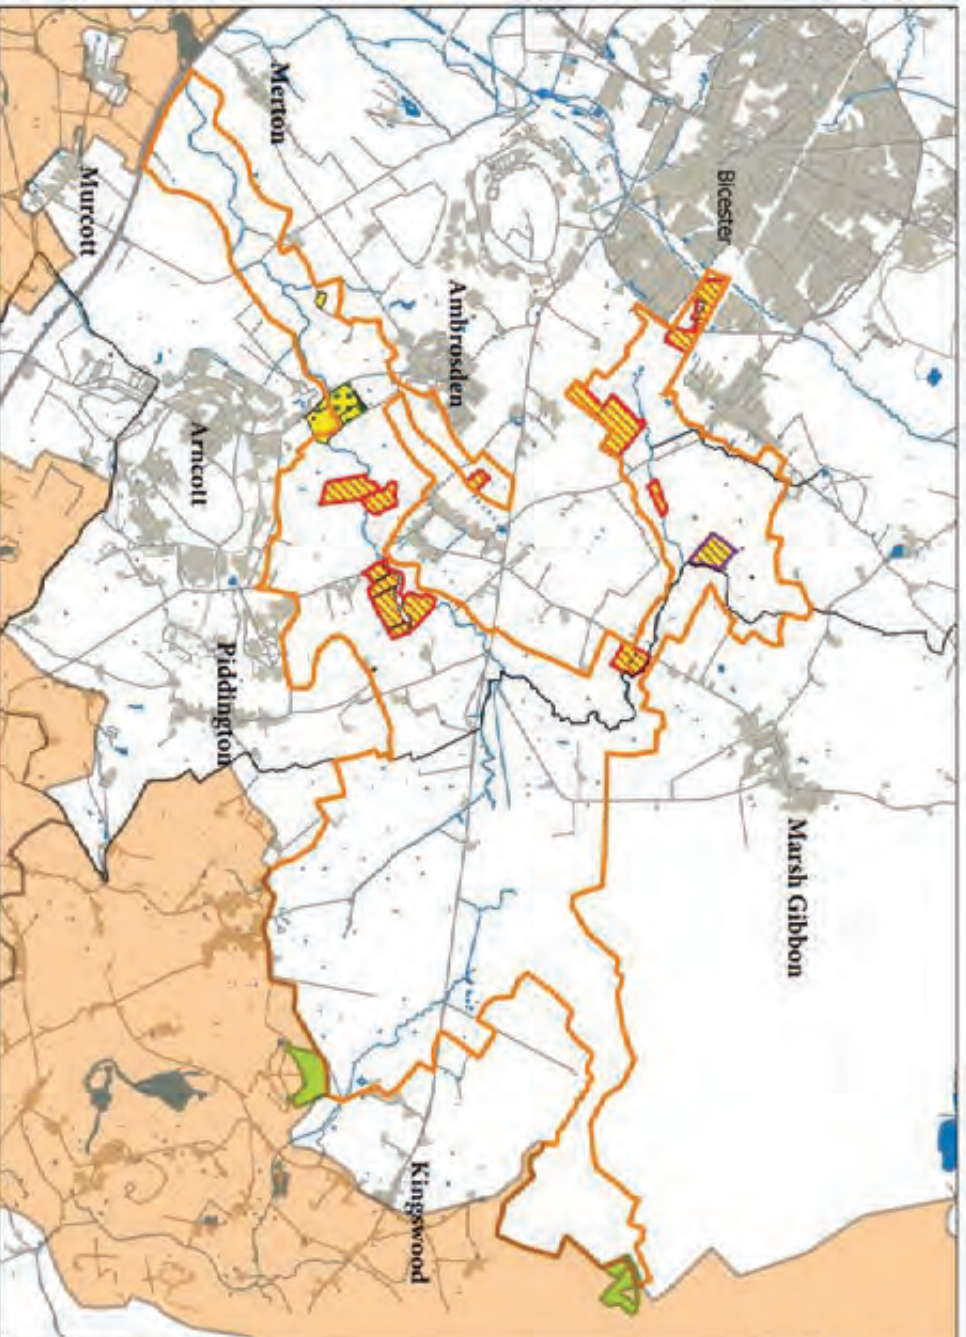 Bicester
Merton
Murcott
Ambrosden
Arncott
Piddington
Marsh Gibbon
Kingswood